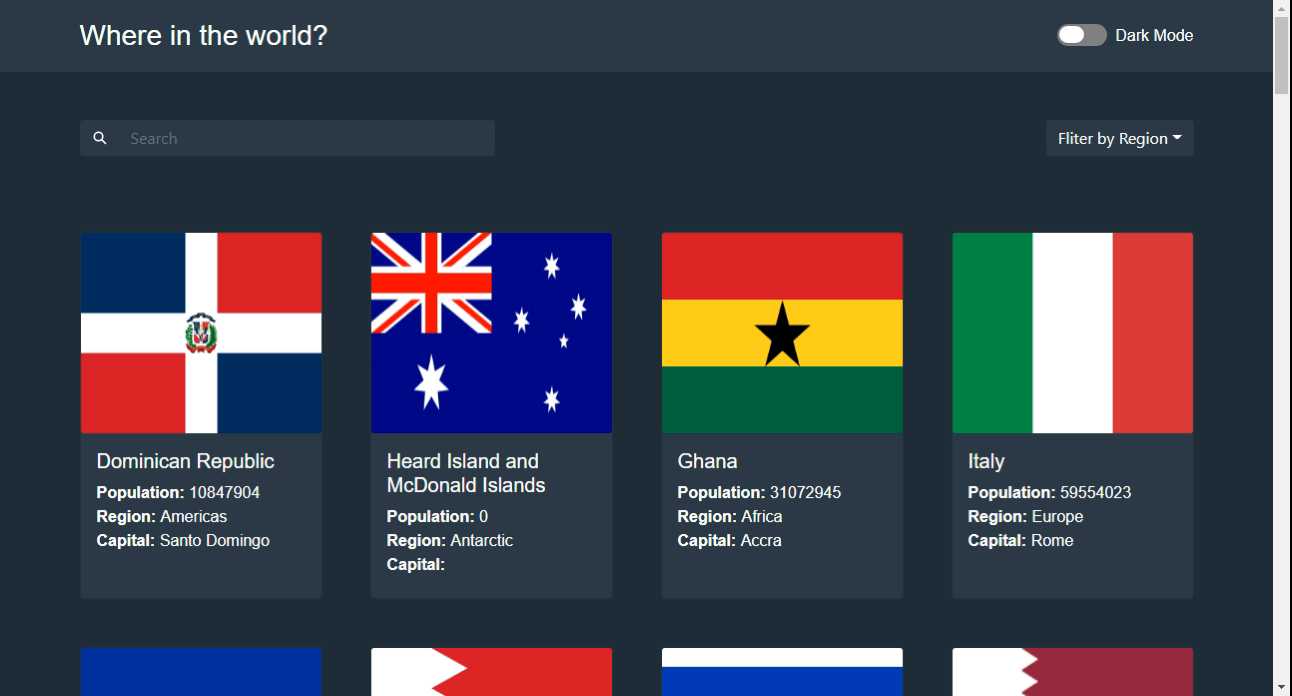 Where in the world?
Dark Mode
Search
Fliter by Region
Dominican Republic
Population: 10847904
Region: Americas
Capital: Santo Domingo
Heard Island and
McDonald Islands
Population: 0
Region: Antarctic
Capital:
Ghana
Population: 31072945
Region: Africa
Capital: Accra
Italy
Population: 59554023
Region: Europe
Capital: Rome